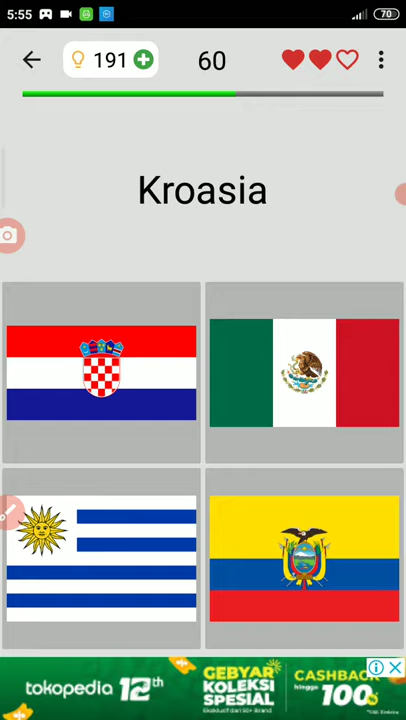 5:55
70
191
60
Kroasia
tokopedia 12th
GEBYAR
KOLEKSI
SPESIAL
CASHBACK
hingga
100%